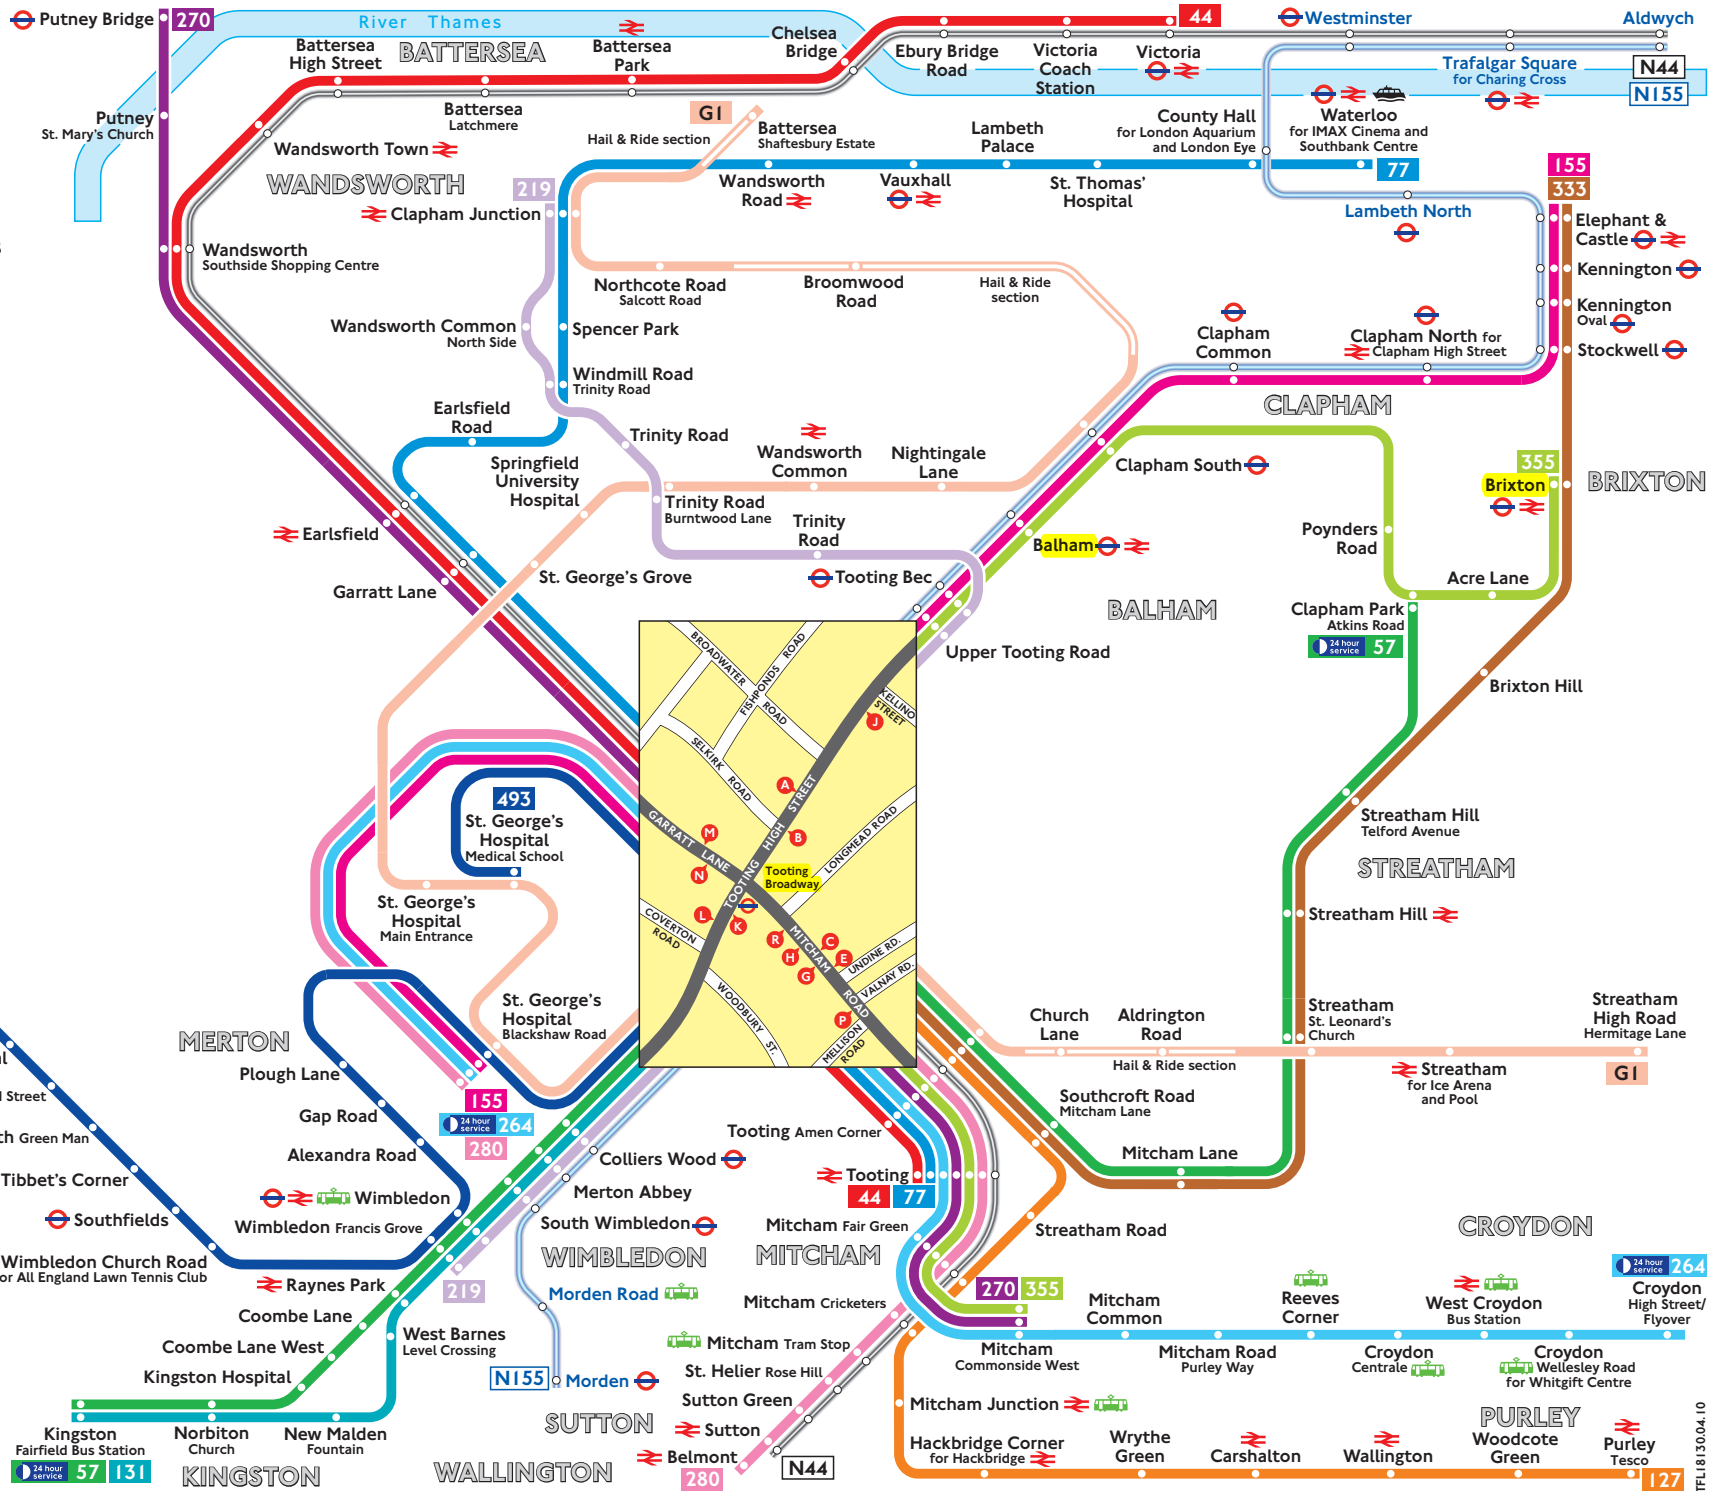 Putney Bridge
270
River Thames
Battersea
High Street
BATTERSEA
Battersea
Park
Chelsea
Bridge
44
Ebury Bridge
Road
Victoria
Coach
Station
Victoria
Westminster
Aldwych
Trafalgar Square
for Charing Cross
N44
N155
Putney
St. Mary's Church
Battersea
Latchmere
Wandsworth Town
WANDSWORTH
G1
Hail & Ride section
Battersea
Shaftesbury Estate
Lambeth
Palace
County Hall
for London Aquarium
and London Eye
Waterloo
for IMAX Cinema and
Southbank Centre
77
155
333
219
Clapham Junction
Wandsworth
Road
Vauxhall
St. Thomas'
Hospital
Lambeth North
Elephant &
Castle
Kennington
Kennington
Oval
Stockwell
Wandsworth
Southside Shopping Centre
Northcote Road
Salcott Road
Broomwood
Road
Hail & Ride
section
Wandsworth Common
North Side
Spencer Park
Clapham
Common
Clapham North for
Clapham High Street
Windmill Road
Trinity Road
CLAPHAM
Earlsfield
Road
Trinity Road
Wandsworth
Common
Nightingale
Lane
Clapham South
355
Brixton
BRIXTON
Springfield
University
Hospital
Trinity Road
Burntwood Lane
Trinity
Road
Earlsfield
Poynders
Road
Balham
Garratt Lane
St. George's Grove
Tooting Bec
Acre Lane
BALHAM
Clapham Park
Atkins Road
24 hour
service
57
Upper Tooting Road
Brixton Hill
BROADWATER
ROAD
FISHPONDS
ROAD
KELLINO
STREET
J
SELKIRK
ROAD
A
B
M
N
GARRATT
LANE
TOOTING
HIGH
STREET
LONGMEAD ROAD
Tooting
Broadway
L
K
COVERTON
ROAD
R
H
C
E
G
P
MITCHAM
ROAD
UNDINE RD.
VALNAY RD.
WOODBURY
ST.
MELLISON
ROAD
493
St. George's
Hospital
Medical School
Streatham Hill
Telford Avenue
STREATHAM
St. George's
Hospital
Main Entrance
Streatham Hill
St. George's
Hospital
Blackshaw Road
Church
Lane
Aldrington
Road
Hail & Ride section
Streatham
St. Leonard's
Church
Streatham
High Road
Hermitage Lane
G1
Streatham
for Ice Arena
and Pool
MERTON
Plough Lane
155
24 hour
service
264
280
Gap Road
Southcroft Road
Mitcham Lane
Street
Green Man
Tibbet's Corner
Southfields
Alexandra Road
Wimbledon
Wimbledon Francis Grove
Colliers Wood
Merton Abbey
South Wimbledon
WIMBLEDON
Tooting Amen Corner
Tooting
44
77
Mitcham Lane
Mitcham Fair Green
MITCHAM
Streatham Road
CROYDON
Wimbledon Church Road
or All England Lawn Tennis Club
Raynes Park
219
Coombe Lane
Coombe Lane West
Kingston Hospital
West Barnes
Level Crossing
Morden Road
N155
Morden
SUTTON
Mitcham Cricketers
Mitcham Tram Stop
St. Helier Rose Hill
Sutton Green
Sutton
Belmont
280
N44
WALLINGTON
270
355
Mitcham
Commonside West
Mitcham
Common
Mitcham Road
Purley Way
Reeves
Corner
Croydon
Centrale
West Croydon
Bus Station
Croydon
Wellesley Road
for Whitgift Centre
24 hour
service
264
Croydon
High Street/
Flyover
Mitcham Junction
Hackbridge Corner
for Hackbridge
Wrythe
Green
Carshalton
Wallington
PURLEY
Woodcote
Green
Purley
Tesco
127
Kingston
Fairfield Bus Station
24 hour
service
57
131
Norbiton
Church
New Malden
Fountain
KINGSTON
TFL18130.04.10